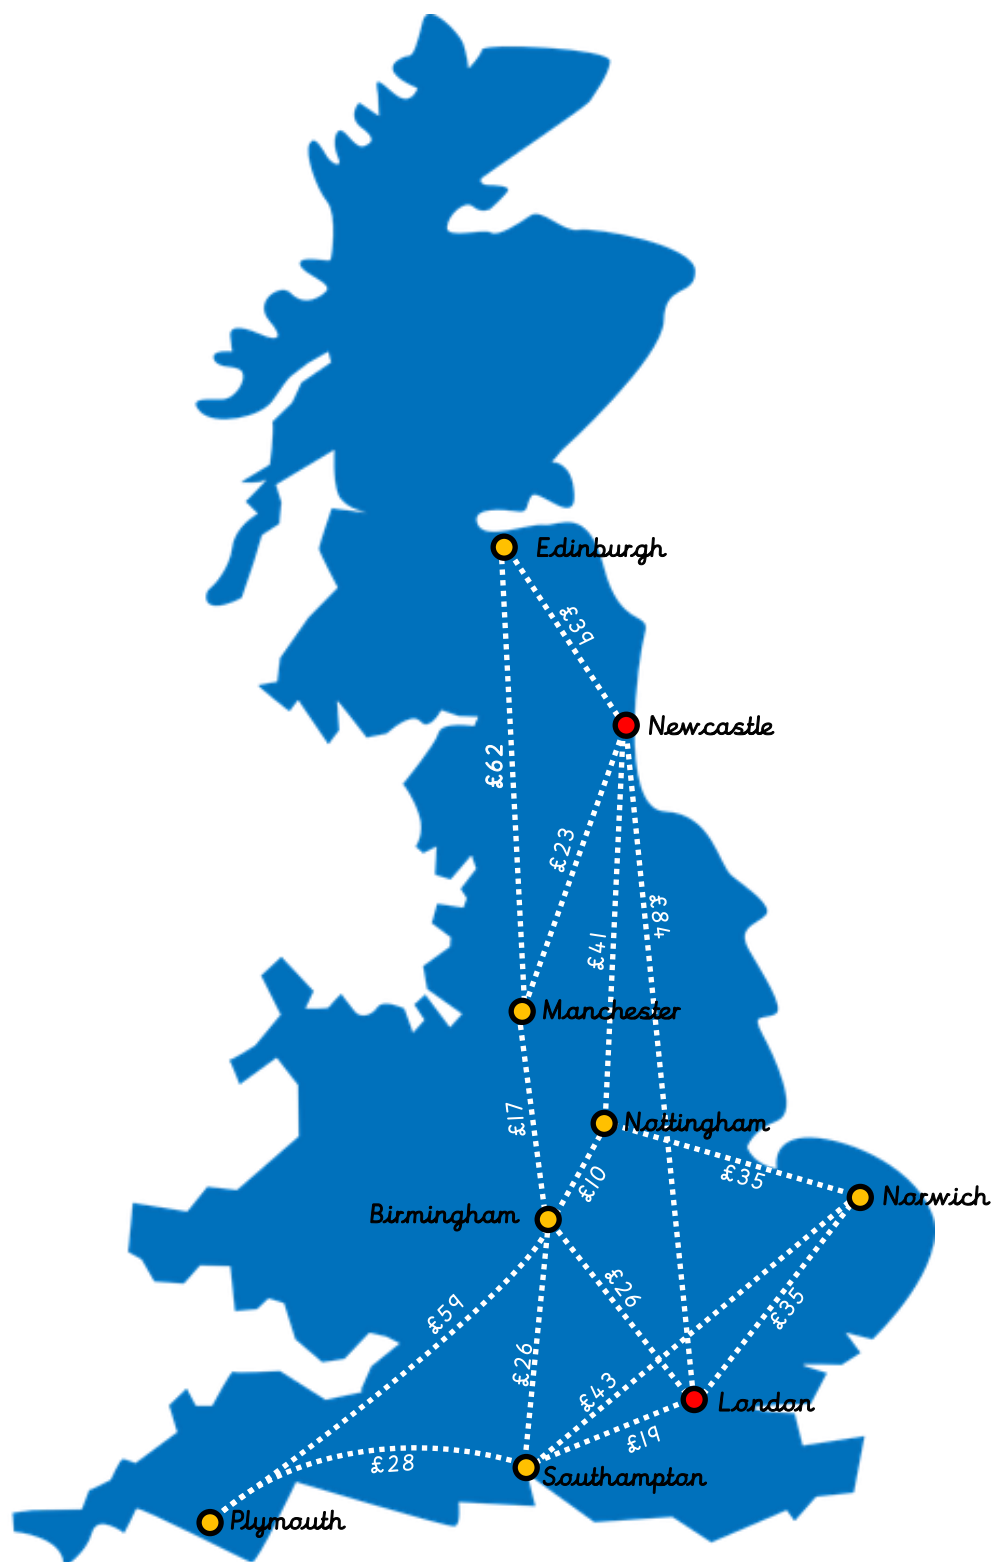 Edinburgh
£39
Newcastle
£62
£23
£84
£41
Manchester
£17
Nottingham
£10
£35
Norwich
Birmingham
£26
£35
£59
£26
£43
London
£19
£28
Southampton
Plymouth